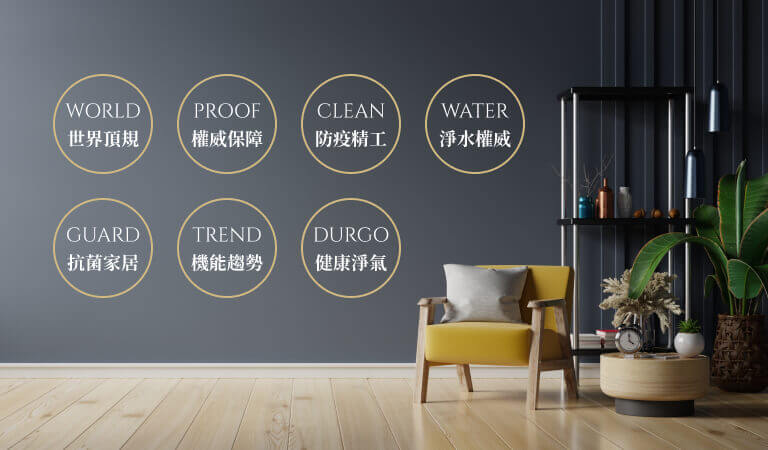 WORLD
世界頂規
PROOF
權威保障
CLEAN
防疫精工
WATER
淨水權威
GUARD
抗菌家居
TREND
機能趨勢
DURGO
健康淨氣